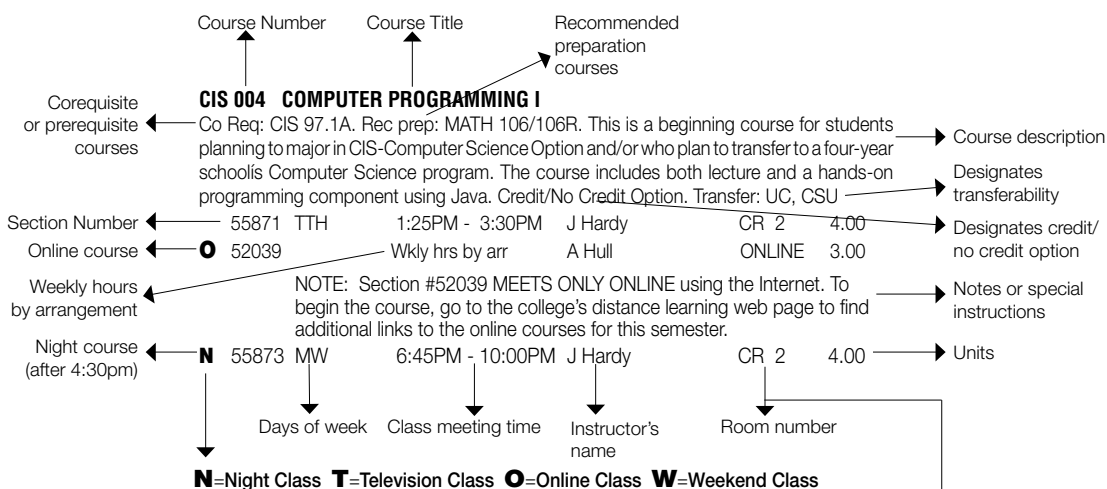 Course Number Course Title Recommended
preparation
courses
CIS 004 COMPUTER PROGRAMMING I
Corequisite
or prerequisite
courses
Co Req: CIS 97.1A. Rec prep: MATH 106/106R. This is a beginning course for students
planning to major in CIS-Computer Science Option and/or who plan to transfer to a four-year
schoolís Computer Science program. The course includes both lecture and a hands-on
programming component using Java. Credit/No Credit Option. Transfer: UC, CSU
Course description
Designates
transferability
Section Number 55871 TTH 1:25PM - 3:30PM J Hardy CR 2 4.00
Designates credit/
no credit option
Online course O 52039 Wkly hrs by arr A Hull ONLINE 3.00
Weekly hours
by arrangement
NOTE: Section #52039 MEETS ONLY ONLINE using the Internet. To
begin the course, go to the college's distance learning web page to find
additional links to the online courses for this semester.
Notes or special
instructions
Night course
(after 4:30pm)
N 55873 MW 6:45PM - 10:00PM J Hardy CR 2 4.00 Units
Days of week Class meeting time Instructor's
name
Room number
N=Night Class T=Television Class O=Online Class W=Weekend Class